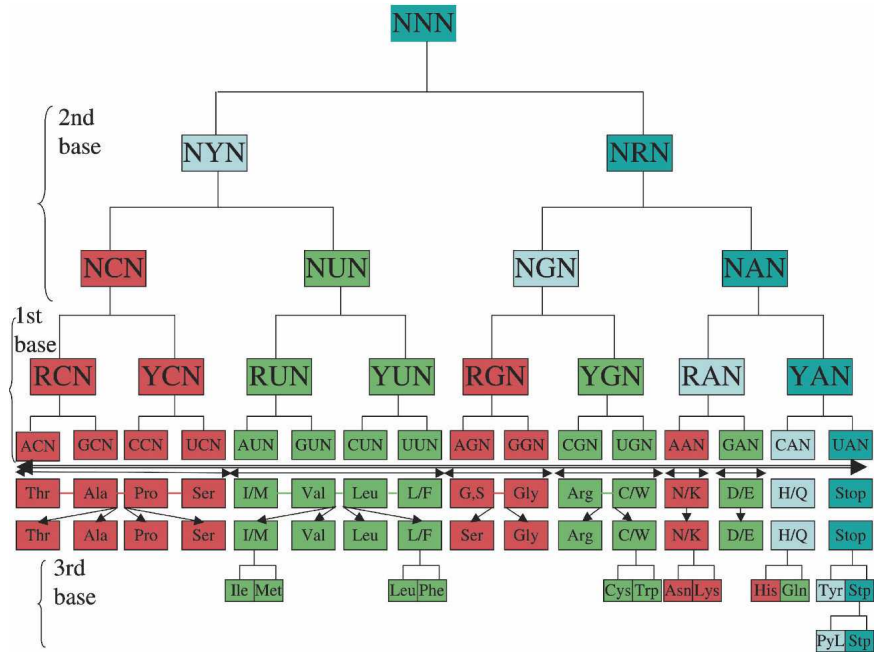 NNN
2nd
base
NYN NRN
NCN NUN NGN NAN
1st
base
RCN YCN RUN YUN RGN YGN RAN YAN
ACN GCN CCN UCN AUN GUN CUN UUN AGN GGN CGN UGN AAN GAN CAN UAN
Thr Ala Pro Ser I/M Val Leu L/F G,S Gly Arg C/W N/K D/E H/Q Stop
Thr Ala Pro Ser I/M Val Leu L/F Ser Gly Arg C/W N/K D/E H/Q Stop
3rd
base
Ile Met Leu Phe Cys Trp Asn Lys His Gln Tyr Stp
PyL Stp